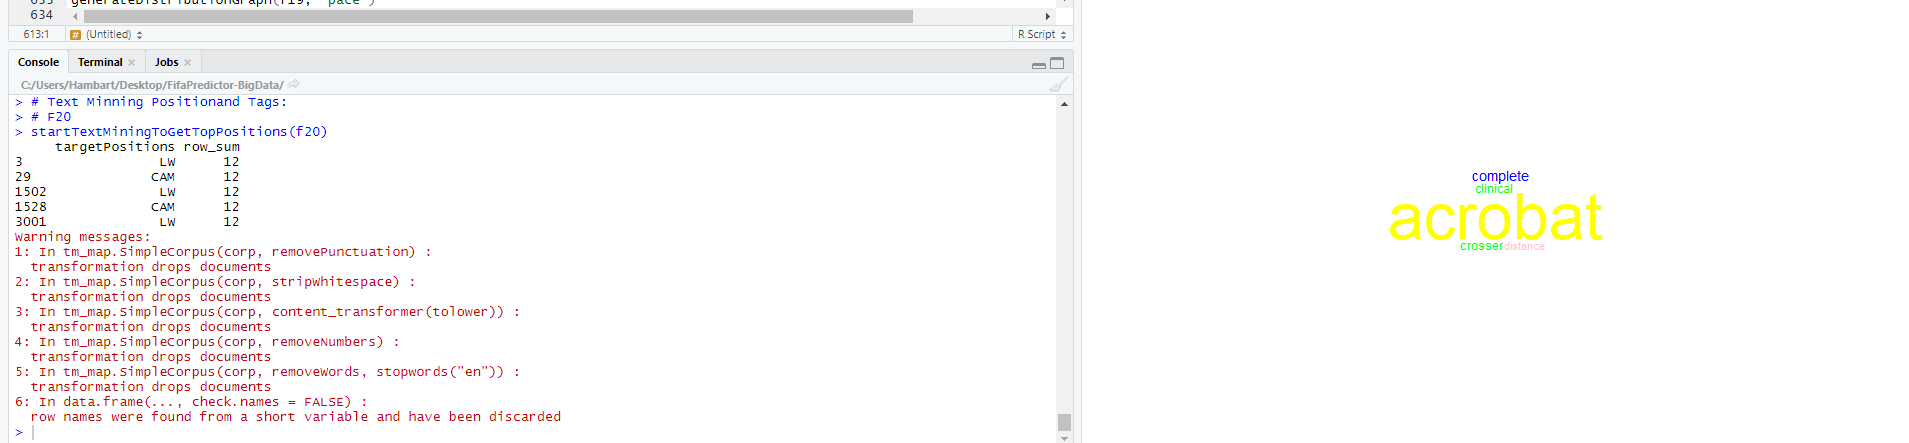 generateDistributionGraph(f19, "pace")
634
613:1 (Untitled) R Script
Console Terminal Jobs
C:/Users/Hambart/Desktop/FifaPredictor-BigData/
> # Text Minning Positionand Tags:
> # F20
> startTextMiningToGetTopPositions(f20)
targetPositions row_sum
3 LW 12
29 CAM 12
1502 LW 12
1528 CAM 12
3001 LW 12
Warning messages:
1: In tm_map.SimpleCorpus(corp, removePunctuation) :
transformation drops documents
2: In tm_map.SimpleCorpus(corp, stripWhitespace) :
transformation drops documents
3: In tm_map.SimpleCorpus(corp, content_transformer(tolower)) :
transformation drops documents
4: In tm_map.SimpleCorpus(corp, removeNumbers) :
transformation drops documents
5: In tm_map.SimpleCorpus(corp, removeWords, stopwords("en")) :
transformation drops documents
6: In data.frame(..., check.names = FALSE) :
row names were found from a short variable and have been discarded
>
complete
clinical
acrobat
crosser distance